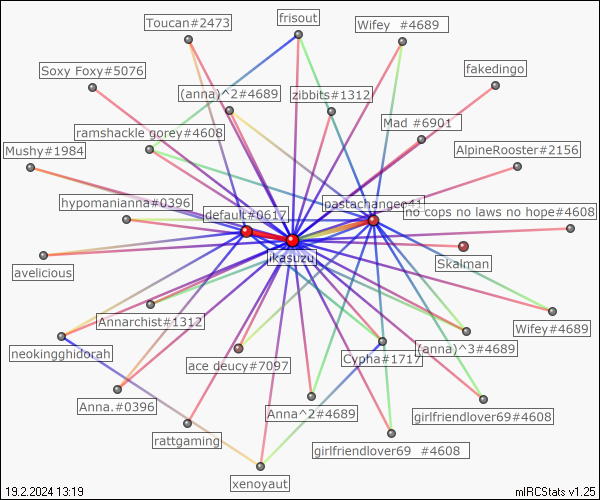 frisout
Toucan#2473
Wifey  #4689
Soxy Foxy#5076
fakedingo
(anna)^2#4689
zibbits#1312
ramshackle gorey#4608
Mad #6901
Mushy#1984
AlpineRooster#2156
hypomanianna#0396
pastachangeg41
default#0617
no cops no laws no hope#4608
ikasuzu
Skalman
avelicious
Annarchist#1312
Wifey#4689
neokingghidorah
(anna)^3#4689
ace deucy#7097
Cypha#1717
Anna.#0396
Anna^2#4689
girlfriendlover69#4608
rattgaming
girlfriendlover69  #4608
xenoyaut
19.2.2024 13:19
mIRCStats v1.25